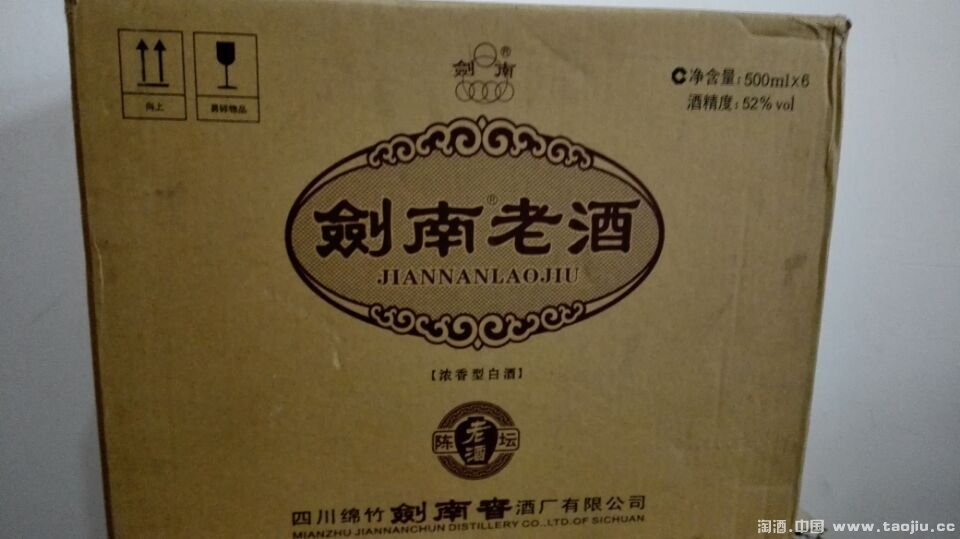 向上
易碎物品
劍®南
C净含量:500ml×6
酒精度:52%vol
劍南®老酒
JIANNANLAOJIU
【浓香型白酒】
陈老酒坛
四川绵竹劍南春酒厂有限公司
MIANZHU JIANNANCHUN DISTILLERY CO.,LTD.OF SICHUAN
淘酒.中国 www.taojiu.cc